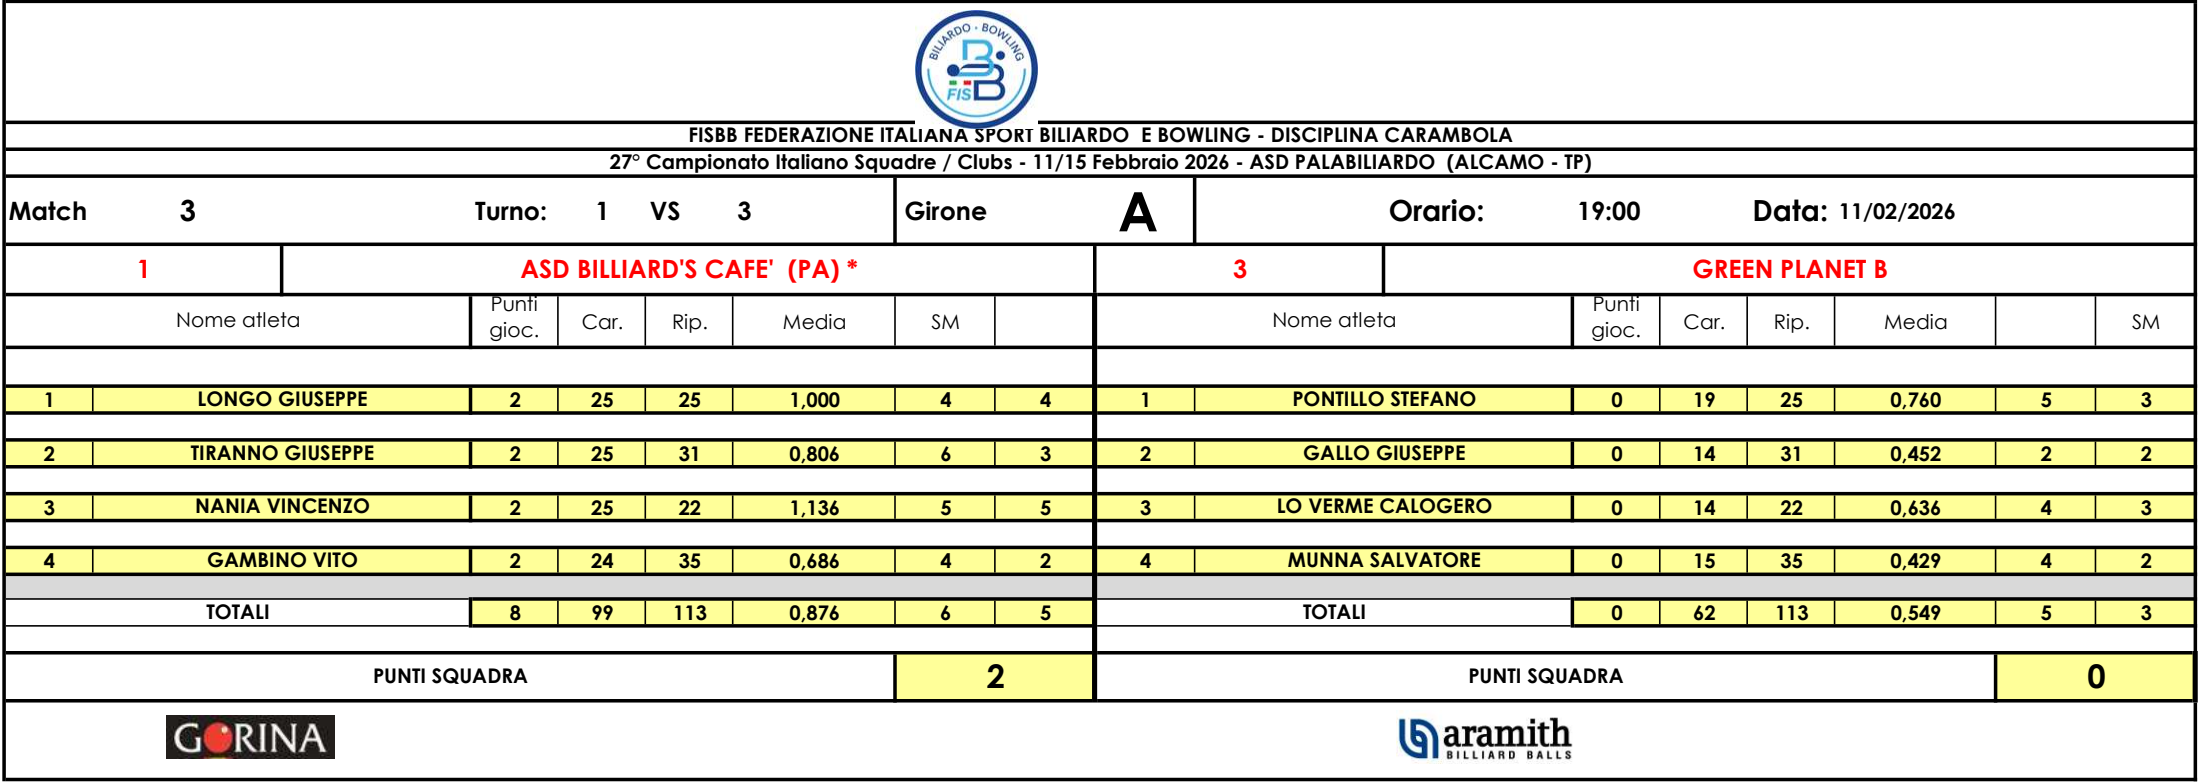 BILIARDO · BOWLING
FISBB
FISBB FEDERAZIONE ITALIANA SPORT BILIARDO E BOWLING - DISCIPLINA CARAMBOLA
27° Campionato Italiano Squadre / Clubs - 11/15 Febbraio 2026 - ASD PALABILIARDO (ALCAMO - TP)
Match 3 Turno: 1 VS 3 Girone A Orario: 19:00 Data: 11/02/2026
1 ASD BILLIARD'S CAFE' (PA) * 3 GREEN PLANET B
Nome atleta Punti gioc. Car. Rip. Media SM Nome atleta Punti gioc. Car. Rip. Media SM
1 LONGO GIUSEPPE 2 25 25 1,000 4 4 1 PONTILLO STEFANO 0 19 25 0,760 5 3
2 TIRANNO GIUSEPPE 2 25 31 0,806 6 3 2 GALLO GIUSEPPE 0 14 31 0,452 2 2
3 NANIA VINCENZO 2 25 22 1,136 5 5 3 LO VERME CALOGERO 0 14 22 0,636 4 3
4 GAMBINO VITO 2 24 35 0,686 4 2 4 MUNNA SALVATORE 0 15 35 0,429 4 2
TOTALI 8 99 113 0,876 6 5 TOTALI 0 62 113 0,549 5 3
PUNTI SQUADRA 2 PUNTI SQUADRA 0
GORINA aramith
BILLIARD BALLS